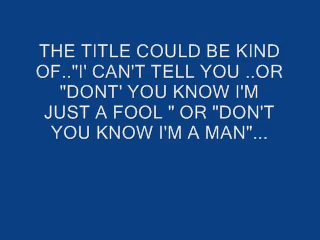 THE TITLE COULD BE KIND
OF.."I' CAN'T TELL YOU ..OR
"DONT' YOU KNOW I'M
JUST A FOOL " OR "DON'T
YOU KNOW I'M A MAN"...